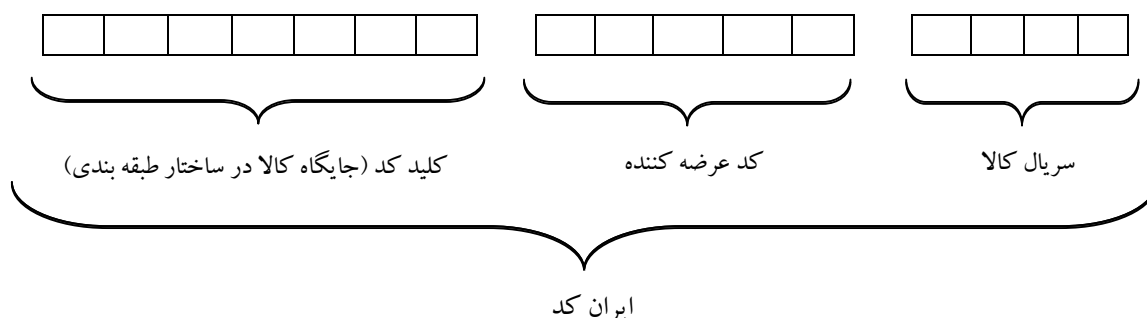 سریال کالا
کد عرضه کننده
کلید کد (جایگاه کالا در ساختار طبقه بندی)
ایران کد